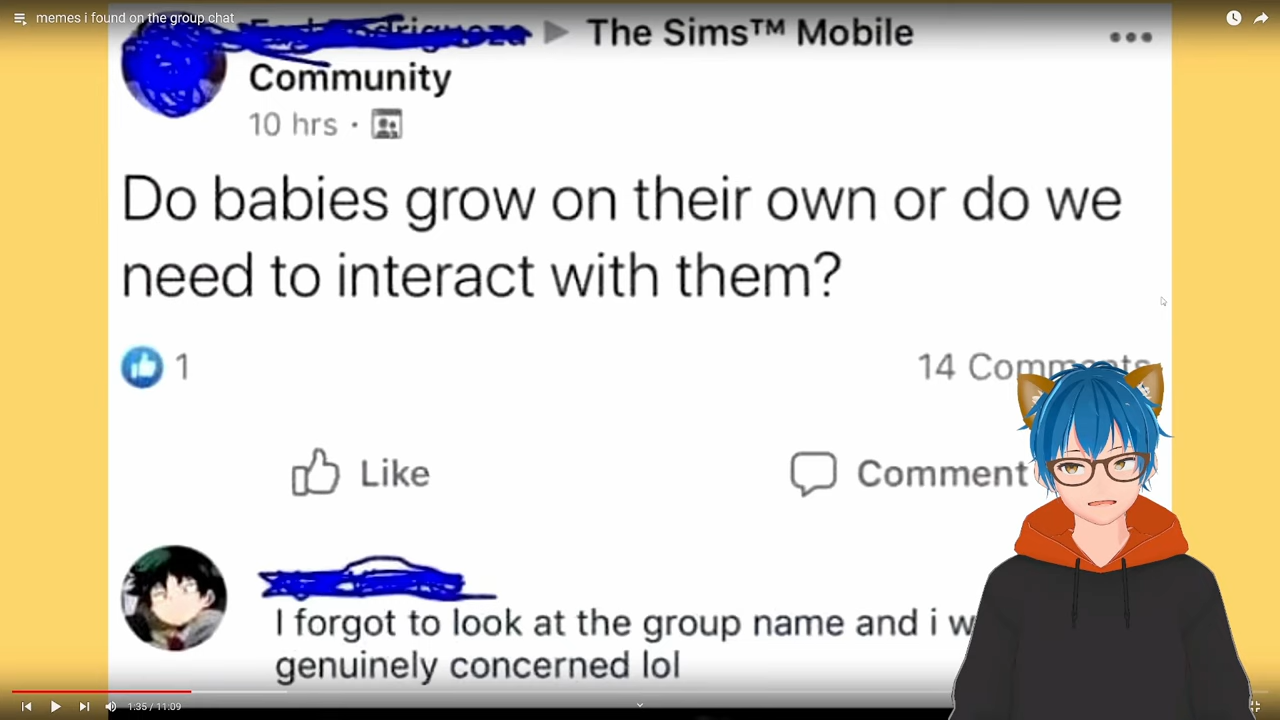 memes i found on the group chat
The Sims™ Mobile
Community
10 hrs ·
Do babies grow on their own or do we
need to interact with them?
1
14 Comments
Like
Comment
I forgot to look at the group name and i
genuinely concerned lol
1:35 / 11:09